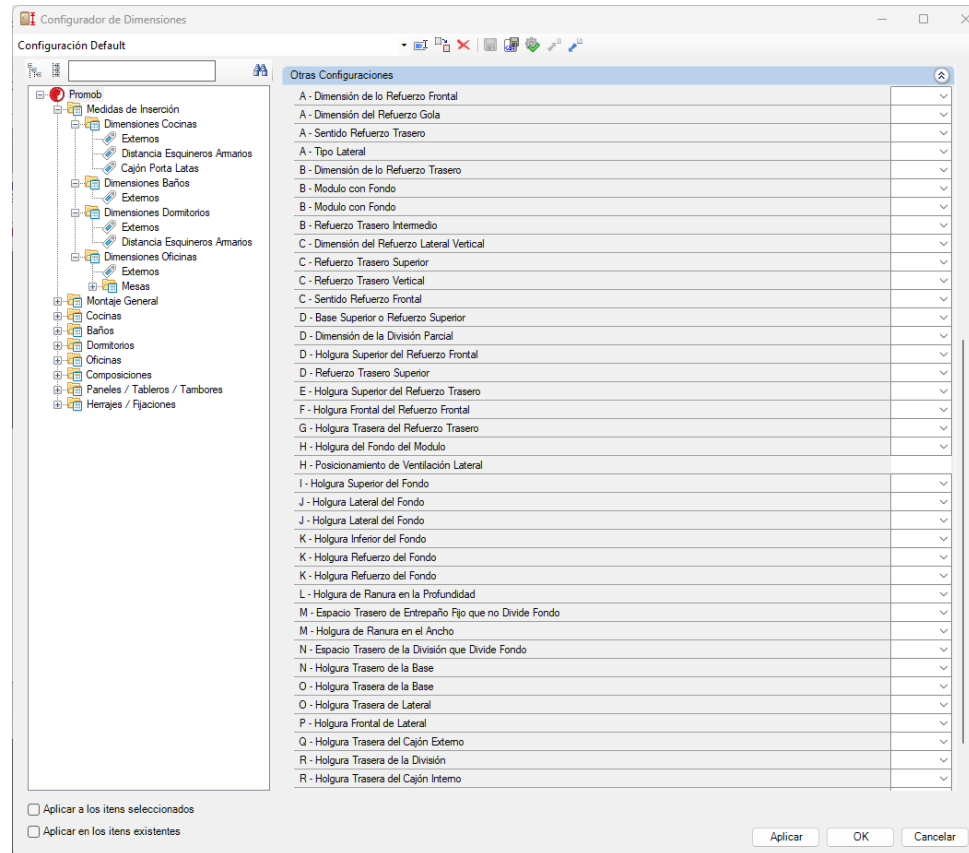 Configurador de Dimensiones
Configuración Default
Promob
Medidas de Inserción
Dimensiones Cocinas
Externos
Distancia Esquineros Armarios
Cajón Porta Latas
Dimensiones Baños
Externos
Dimensiones Dormitorios
Externos
Distancia Esquineros Armarios
Dimensiones Oficinas
Externos
Mesas
Montaje General
Cocinas
Baños
Dormitorios
Oficinas
Composiciones
Paneles / Tableros / Tambores
Herrajes / Fijaciones
Otras Configuraciones
A - Dimensión de lo Refuerzo Frontal
A - Dimensión del Refuerzo Gola
A - Sentido Refuerzo Trasero
A - Tipo Lateral
B - Dimensión de lo Refuerzo Trasero
B - Modulo con Fondo
B - Modulo con Fondo
B - Refuerzo Trasero Intermedio
C - Dimensión del Refuerzo Lateral Vertical
C - Refuerzo Trasero Superior
C - Refuerzo Trasero Vertical
C - Sentido Refuerzo Frontal
D - Base Superior o Refuerzo Superior
D - Dimensión de la División Parcial
D - Holgura Superior del Refuerzo Frontal
D - Refuerzo Trasero Superior
E - Holgura Superior del Refuerzo Trasero
F - Holgura Frontal del Refuerzo Frontal
G - Holgura Trasera del Refuerzo Trasero
H - Holgura del Fondo del Modulo
H - Posicionamiento de Ventilación Lateral
I - Holgura Superior del Fondo
J - Holgura Lateral del Fondo
J - Holgura Lateral del Fondo
K - Holgura Inferior del Fondo
K - Holgura Refuerzo del Fondo
K - Holgura Refuerzo del Fondo
L - Holgura de Ranura en la Profundidad
M - Espacio Trasero de Entrepaño Fijo que no Divide Fondo
M - Holgura de Ranura en el Ancho
N - Espacio Trasero de la División que Divide Fondo
N - Holgura Trasero de la Base
O - Holgura Trasera de la Base
O - Holgura Trasera de Lateral
P - Holgura Frontal de Lateral
Q - Holgura Trasera del Cajón Externo
R - Holgura Trasera de la División
R - Holgura Trasera del Cajón Interno
Aplicar a los itens seleccionados
Aplicar en los itens existentes
Aplicar
OK
Cancelar